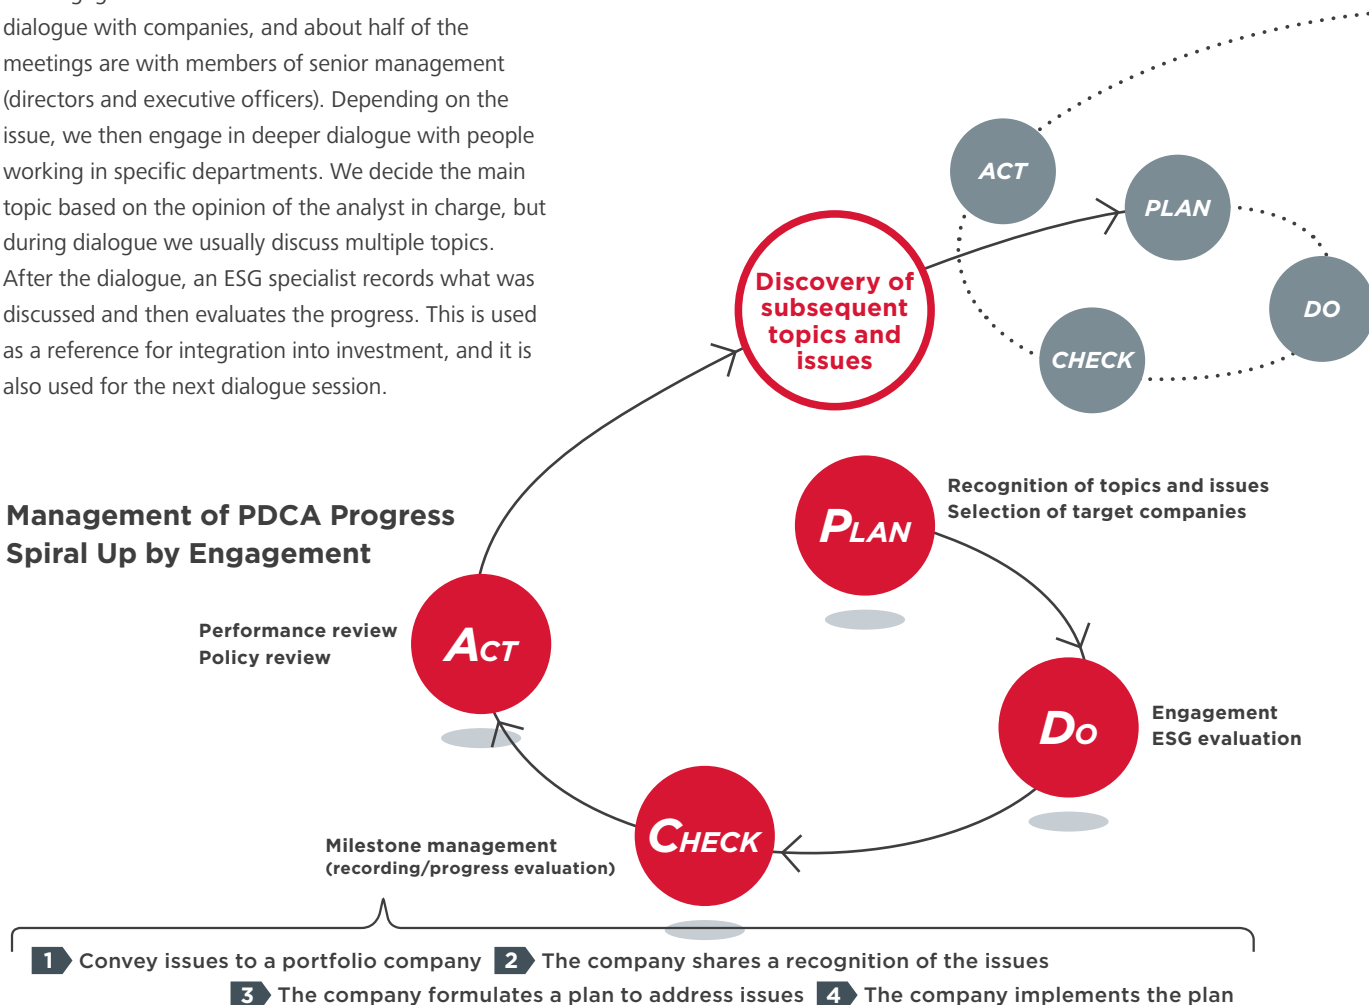 dialogue with companies, and about half of the
meetings are with members of senior management
(directors and executive officers). Depending on the
issue, we then engage in deeper dialogue with people
working in specific departments. We decide the main
topic based on the opinion of the analyst in charge, but
during dialogue we usually discuss multiple topics.
After the dialogue, an ESG specialist records what was
discussed and then evaluates the progress. This is used
as a reference for integration into investment, and it is
also used for the next dialogue session.
ACT
PLAN
DO
CHECK
Discovery of
subsequent
topics and
issues
Management of PDCA Progress
Spiral Up by Engagement
PLAN
Recognition of topics and issues
Selection of target companies
DO
Engagement
ESG evaluation
CHECK
Milestone management
(recording/progress evaluation)
ACT
Performance review
Policy review
1 Convey issues to a portfolio company 2 The company shares a recognition of the issues
3 The company formulates a plan to address issues 4 The company implements the plan